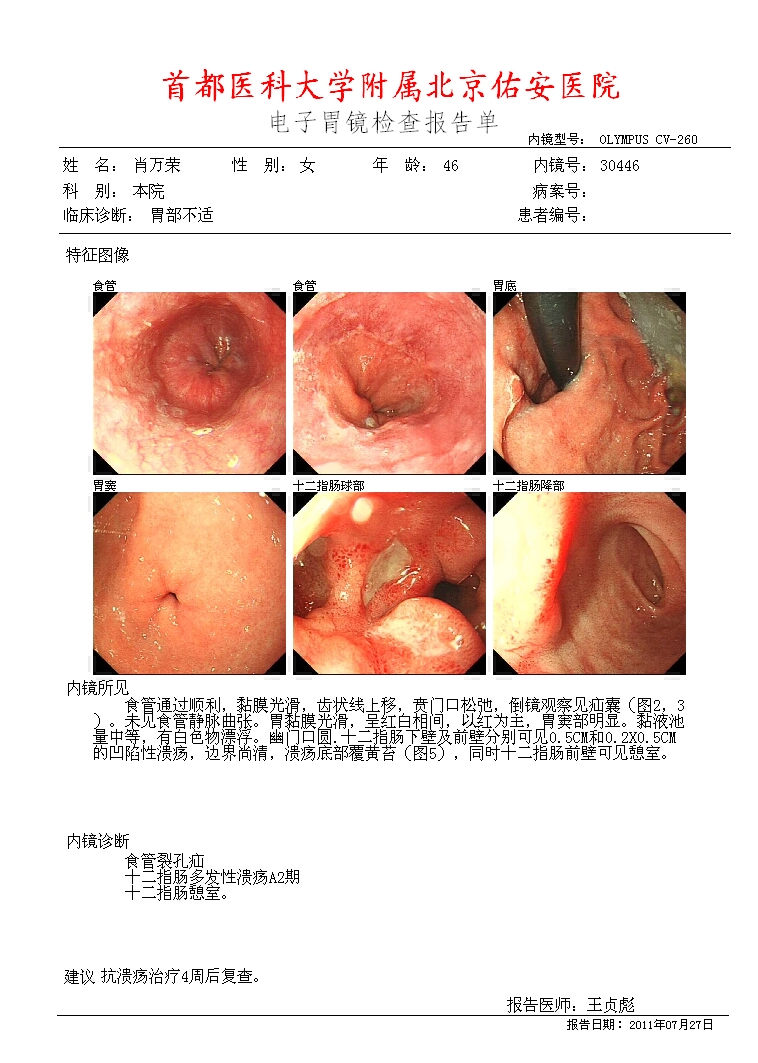 首都医科大学附属北京佑安医院
电子胃镜检查报告单
内镜型号： OLYMPUS CV-260
姓 名： 肖万荣 性 别：女 年 龄： 46 内镜号：30446
科 别： 本院 病案号：
临床诊断： 胃部不适 患者编号：
特征图像
食管 食管 胃底
胃窦 十二指肠球部 十二指肠降部
内镜所见
食管通过顺利，黏膜光滑，齿状线上移，贲门口松弛，倒镜观察见疝囊（图2，3
）。未见食管静脉曲张。胃黏膜光滑，呈红白相间，以红为主，胃窦部明显。黏液池
量中等，有白色物漂浮。幽门口圆.十二指肠下壁及前壁分别可见0.5CM和0.2X0.5CM
的凹陷性溃疡，边界尚清，溃疡底部覆黄苔（图5），同时十二指肠前壁可见憩室。
内镜诊断
食管裂孔疝
十二指肠多发性溃疡A2期
十二指肠憩室。
建议 抗溃疡治疗4周后复查。
报告医师：王贞彪
报告日期：2011年07月27日